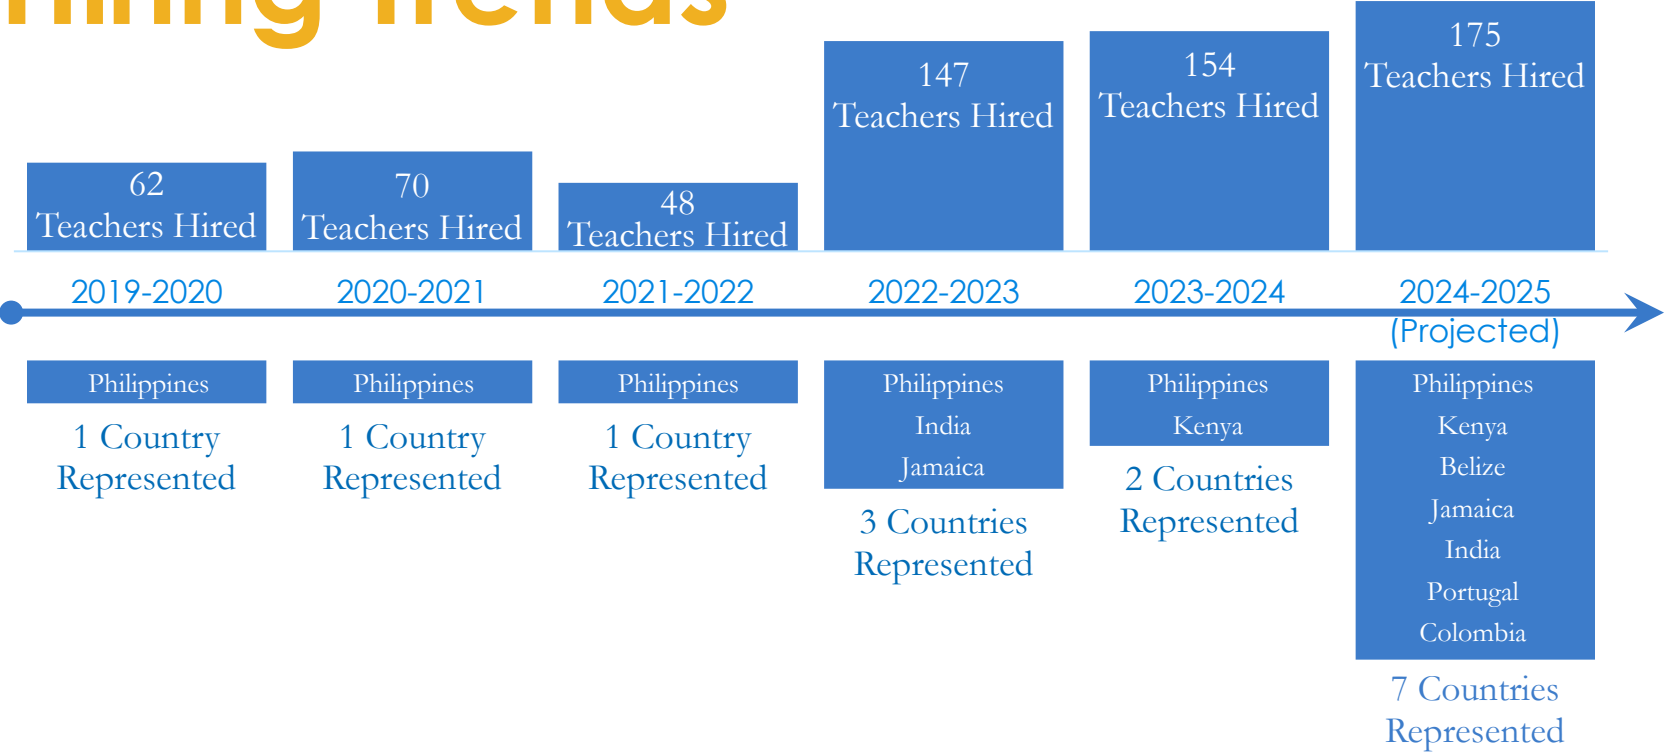 Hiring Trends
62
Teachers Hired
70
Teachers Hired
48
Teachers Hired
147
Teachers Hired
154
Teachers Hired
175
Teachers Hired
2019-2020
2020-2021
2021-2022
2022-2023
2023-2024
2024-2025
(Projected)
Philippines
1 Country
Represented
Philippines
1 Country
Represented
Philippines
1 Country
Represented
Philippines
India
Jamaica
3 Countries
Represented
Philippines
Kenya
2 Countries
Represented
Philippines
Kenya
Belize
Jamaica
India
Portugal
Colombia
7 Countries
Represented